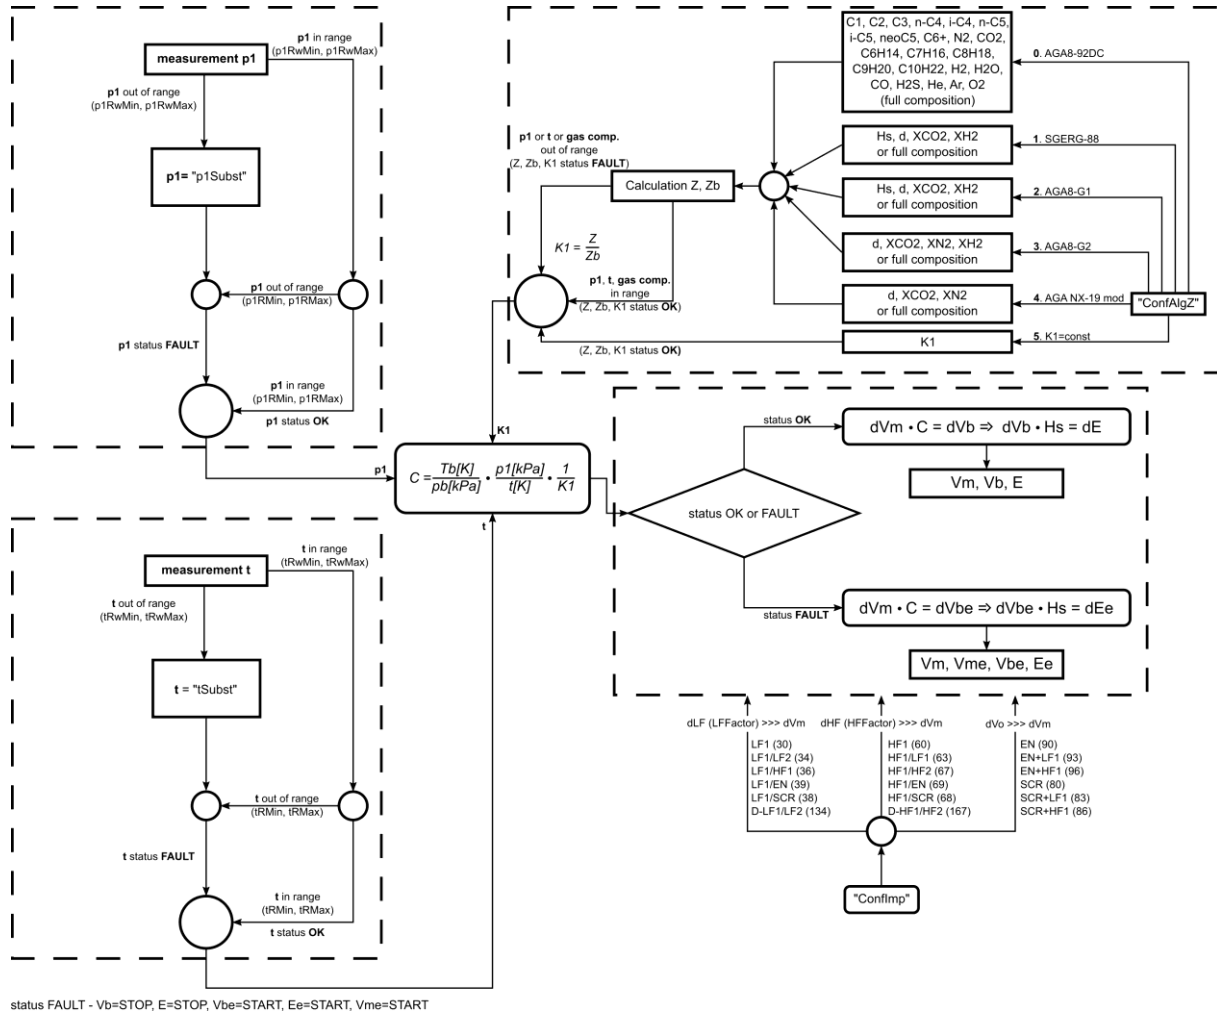 p1 in range
(p1RwMin, p1RwMax)
measurement p1
p1 out of range
(p1RwMin, p1RwMax)
p1= "p1Subst"
p1 out of range
(p1RMin, p1RMax)
p1 status FAULT
p1 in range
(p1RMin, p1RMax)
p1 status OK
C1, C2, C3, n-C4, i-C4, n-C5,
i-C5, neoC5, C6+, N2, CO2,
C6H14, C7H16, C8H18,
C9H20, C10H22, H2, H2O,
CO, H2S, He, Ar, O2
(full composition)
0. AGA8-92DC
Hs, d, XCO2, XH2
or full composition
1. SGERG-88
Hs, d, XCO2, XH2
or full composition
2. AGA8-G1
d, XCO2, XN2, XH2
or full composition
3. AGA8-G2
d, XCO2, XN2
or full composition
4. AGA NX-19 mod
"ConfAlgZ"
K1
5. K1=const
p1 or t or gas comp.
out of range
(Z, Zb, K1 status FAULT)
Calculation Z, Zb
K1 = Z/Zb
p1, t, gas comp.
in range
(Z, Zb, K1 status OK)
(Z, Zb, K1 status OK)
K1
p1
C = Tb[K]/pb[kPa] • p1[kPa]/t[K] • 1/K1
t
status OK
dVm • C = dVb ⇒ dVb • Hs = dE
Vm, Vb, E
status OK or FAULT
status FAULT
dVm • C = dVbe ⇒ dVbe • Hs = dEe
Vm, Vme, Vbe, Ee
t in range
(tRwMin, tRwMax)
measurement t
t out of range
(tRwMin, tRwMax)
t = "tSubst"
t out of range
(tRMin, tRMax)
t status FAULT
t in range
(tRMin, tRMax)
t status OK
dLF (LFFactor) >>> dVm
LF1 (30)
LF1/LF2 (34)
LF1/HF1 (36)
LF1/EN (39)
LF1/SCR (38)
D-LF1/LF2 (134)
dHF (HFFactor) >>> dVm
HF1 (60)
HF1/LF1 (63)
HF1/HF2 (67)
HF1/EN (69)
HF1/SCR (68)
D-HF1/HF2 (167)
dVo >>> dVm
EN (90)
EN+LF1 (93)
EN+HF1 (96)
SCR (80)
SCR+LF1 (83)
SCR+HF1 (86)
"ConfImp"
status FAULT - Vb=STOP, E=STOP, Vbe=START, Ee=START, Vme=START